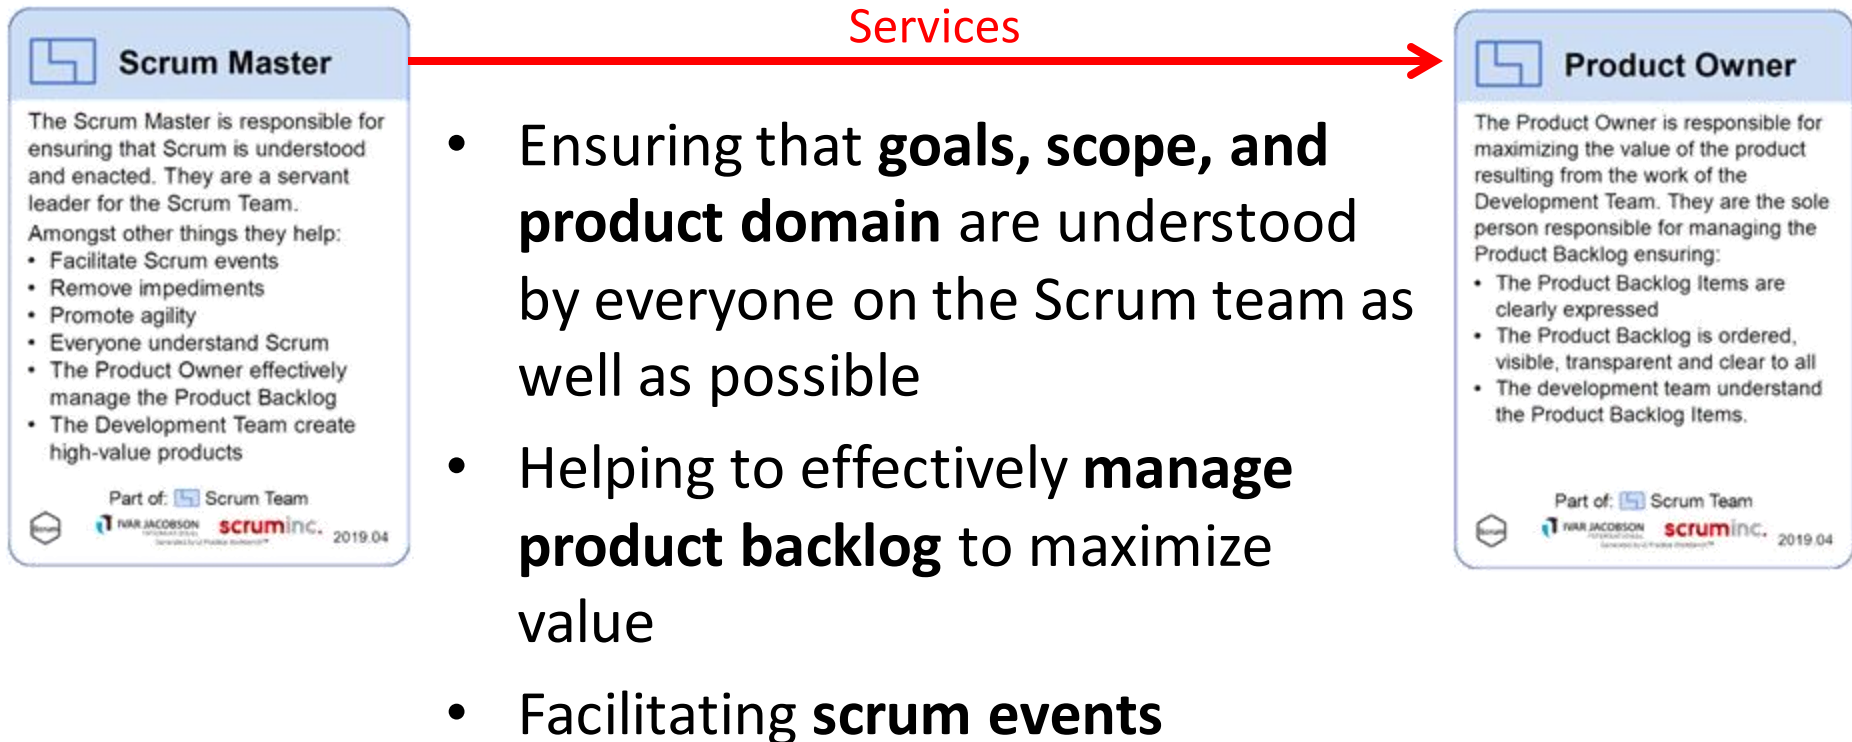 Services
Scrum Master
The Scrum Master is responsible for
ensuring that Scrum is understood
and enacted. They are a servant
leader for the Scrum Team.
Amongst other things they help:
• Facilitate Scrum events
• Remove impediments
• Promote agility
• Everyone understand Scrum
• The Product Owner effectively
manage the Product Backlog
• The Development Team create
high-value products
Part of: Scrum Team
IVAR JACOBSON
scruminc.
2019.04
• Ensuring that goals, scope, and
product domain are understood
by everyone on the Scrum team as
well as possible
• Helping to effectively manage
product backlog to maximize
value
• Facilitating scrum events
Product Owner
The Product Owner is responsible for
maximizing the value of the product
resulting from the work of the
Development Team. They are the sole
person responsible for managing the
Product Backlog ensuring:
• The Product Backlog Items are
clearly expressed
• The Product Backlog is ordered,
visible, transparent and clear to all
• The development team understand
the Product Backlog Items.
Part of: Scrum Team
IVAR JACOBSON
INTERNATIONAL
scruminc.
2019.04